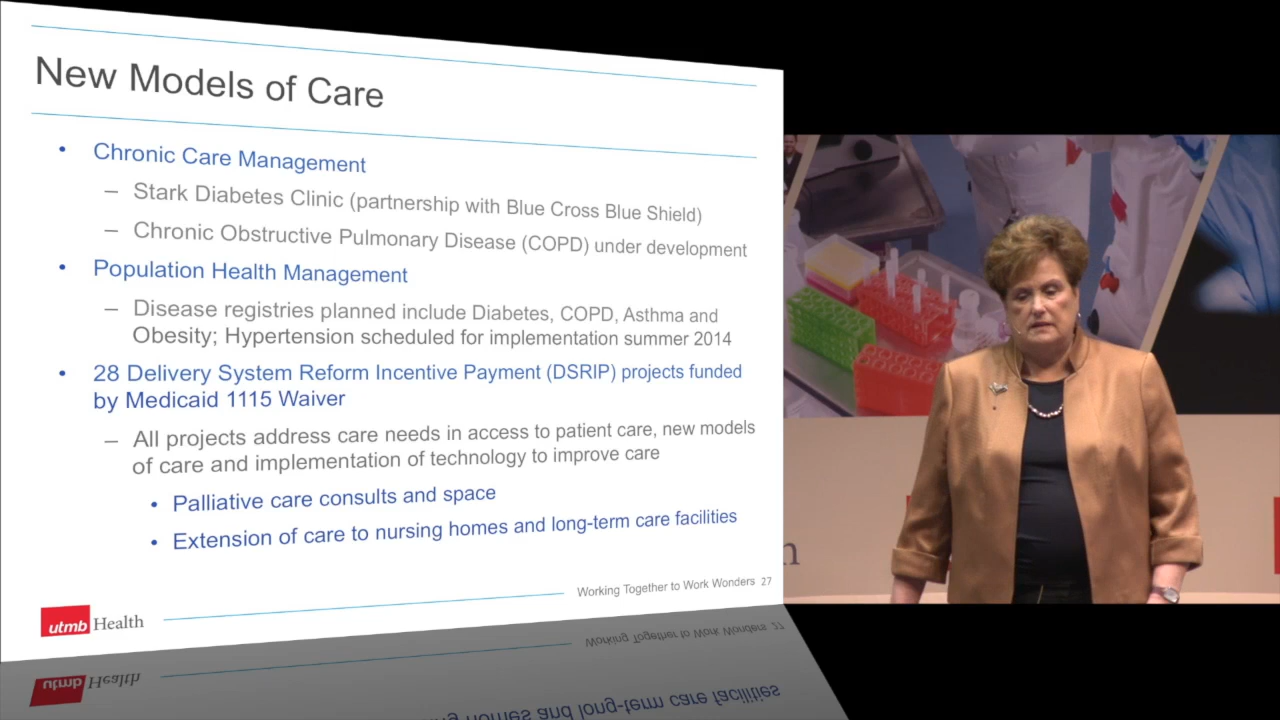 New Models of Care
• Chronic Care Management
– Stark Diabetes Clinic (partnership with Blue Cross Blue Shield)
– Chronic Obstructive Pulmonary Disease (COPD) under development
• Population Health Management
– Disease registries planned include Diabetes, COPD, Asthma and
Obesity; Hypertension scheduled for implementation summer 2014
• 28 Delivery System Reform Incentive Payment (DSRIP) projects funded
by Medicaid 1115 Waiver
– All projects address care needs in access to patient care, new models
of care and implementation of technology to improve care
• Palliative care consults and space
• Extension of care to nursing homes and long-term care facilities
Working Together to Work Wonders 27
utmb Health